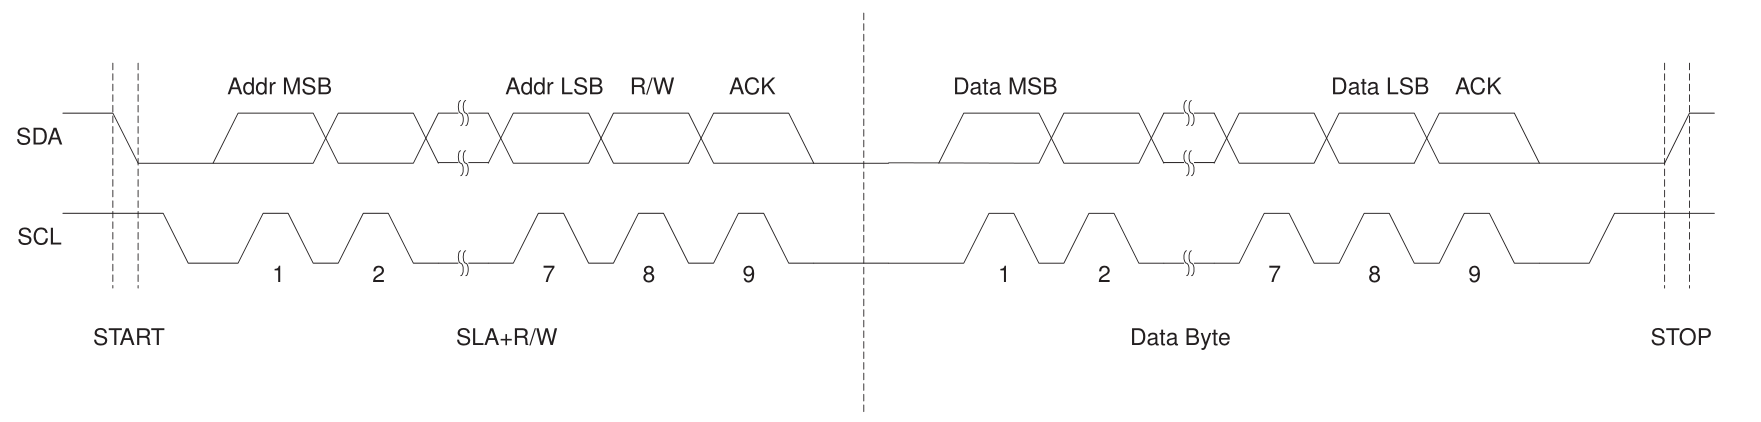 Addr MSB Addr LSB R/W ACK Data MSB Data LSB ACK
SDA
SCL
1 2 7 8 9 1 2 7 8 9
START SLA+R/W Data Byte STOP